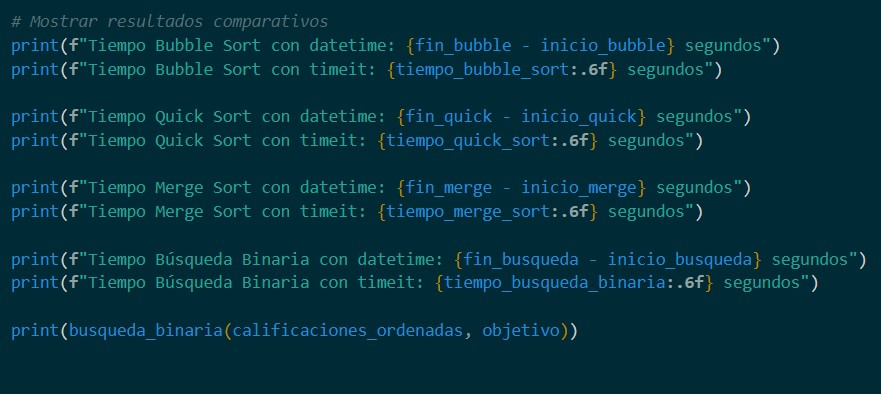 # Mostrar resultados comparativos
print(f"Tiempo Bubble Sort con datetime: {fin_bubble - inicio_bubble} segundos")
print(f"Tiempo Bubble Sort con timeit: {tiempo_bubble_sort:.6f} segundos")
print(f"Tiempo Quick Sort con datetime: {fin_quick - inicio_quick} segundos")
print(f"Tiempo Quick Sort con timeit: {tiempo_quick_sort:.6f} segundos")
print(f"Tiempo Merge Sort con datetime: {fin_merge - inicio_merge} segundos")
print(f"Tiempo Merge Sort con timeit: {tiempo_merge_sort:.6f} segundos")
print(f"Tiempo Búsqueda Binaria con datetime: {fin_busqueda - inicio_busqueda} segundos")
print(f"Tiempo Búsqueda Binaria con timeit: {tiempo_busqueda_binaria:.6f} segundos")
print(busqueda_binaria(calificaciones_ordenadas, objetivo))